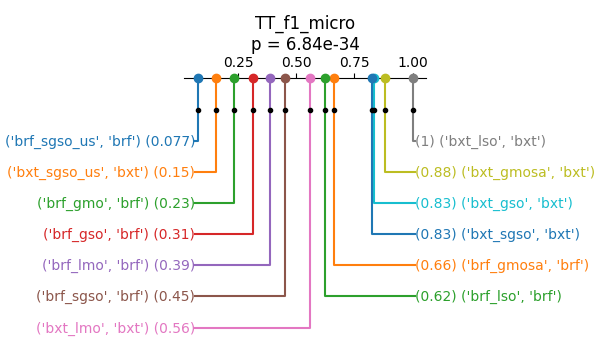 TT_f1_micro
p = 6.84e-34
0.25 0.50 0.75 1.00
('brf_sgso_us', 'brf') (0.077) (1) ('bxt_lso', 'bxt')
('bxt_sgso_us', 'bxt') (0.15) (0.88) ('bxt_gmosa', 'bxt')
('brf_gmo', 'brf') (0.23) (0.83) ('bxt_gso', 'bxt')
('brf_gso', 'brf') (0.31) (0.83) ('bxt_sgso', 'bxt')
('brf_lmo', 'brf') (0.39) (0.66) ('brf_gmosa', 'brf')
('brf_sgso', 'brf') (0.45) (0.62) ('brf_lso', 'brf')
('bxt_lmo', 'bxt') (0.56)